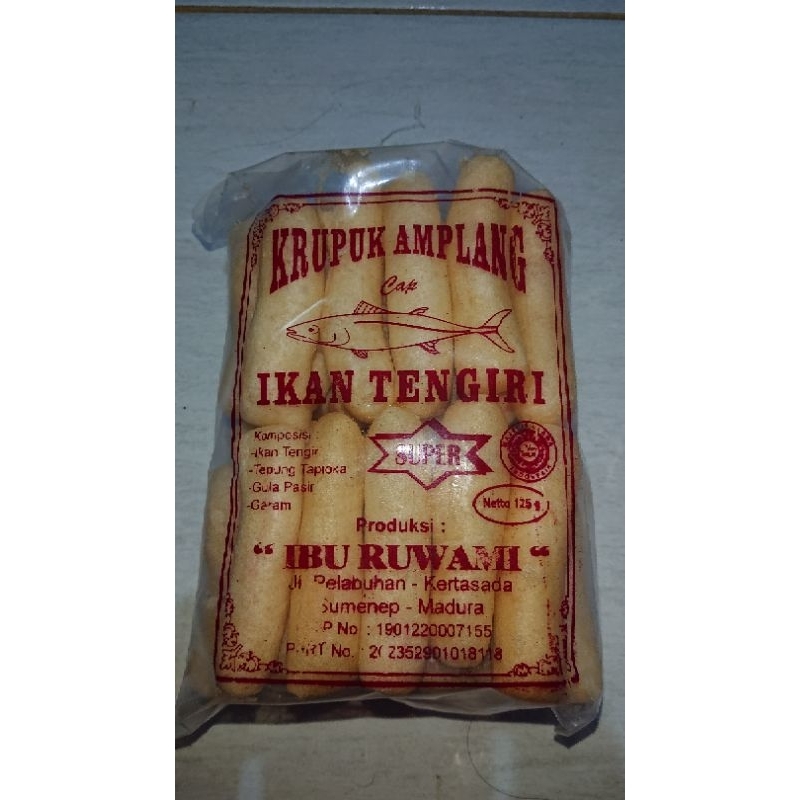 KRUPUK AMPLANG
Cap
IKAN TENGIRI
Komposisi :
-Ikan Tengiri
-Tepung Tapioka
-Gula Pasir
-Garam
SUPER
Netto 125 g
Produksi :
“ IBU RUWAMI “
Jl. Pelabuhan - Kertasada
Sumenep - Madura
P No : 1901220007155
P-IRT No. :